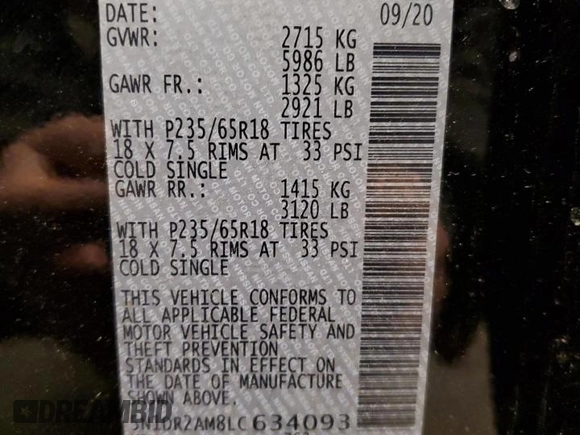 DATE: 09/20
GVWR: 2715 KG
5986 LB
GAWR FR.: 1325 KG
2921 LB
WITH P235/65R18 TIRES
18 X 7.5 RIMS AT 33 PSI
COLD SINGLE
GAWR RR.: 1415 KG
3120 LB
WITH P235/65R18 TIRES
18 X 7.5 RIMS AT 33 PSI
COLD SINGLE
THIS VEHICLE CONFORMS TO
ALL APPLICABLE FEDERAL
MOTOR VEHICLE SAFETY AND
THEFT PREVENTION
STANDARDS IN EFFECT ON
THE DATE OF MANUFACTURE
SHOWN ABOVE.
5N1DR2AM8LC634093
DREAMBID